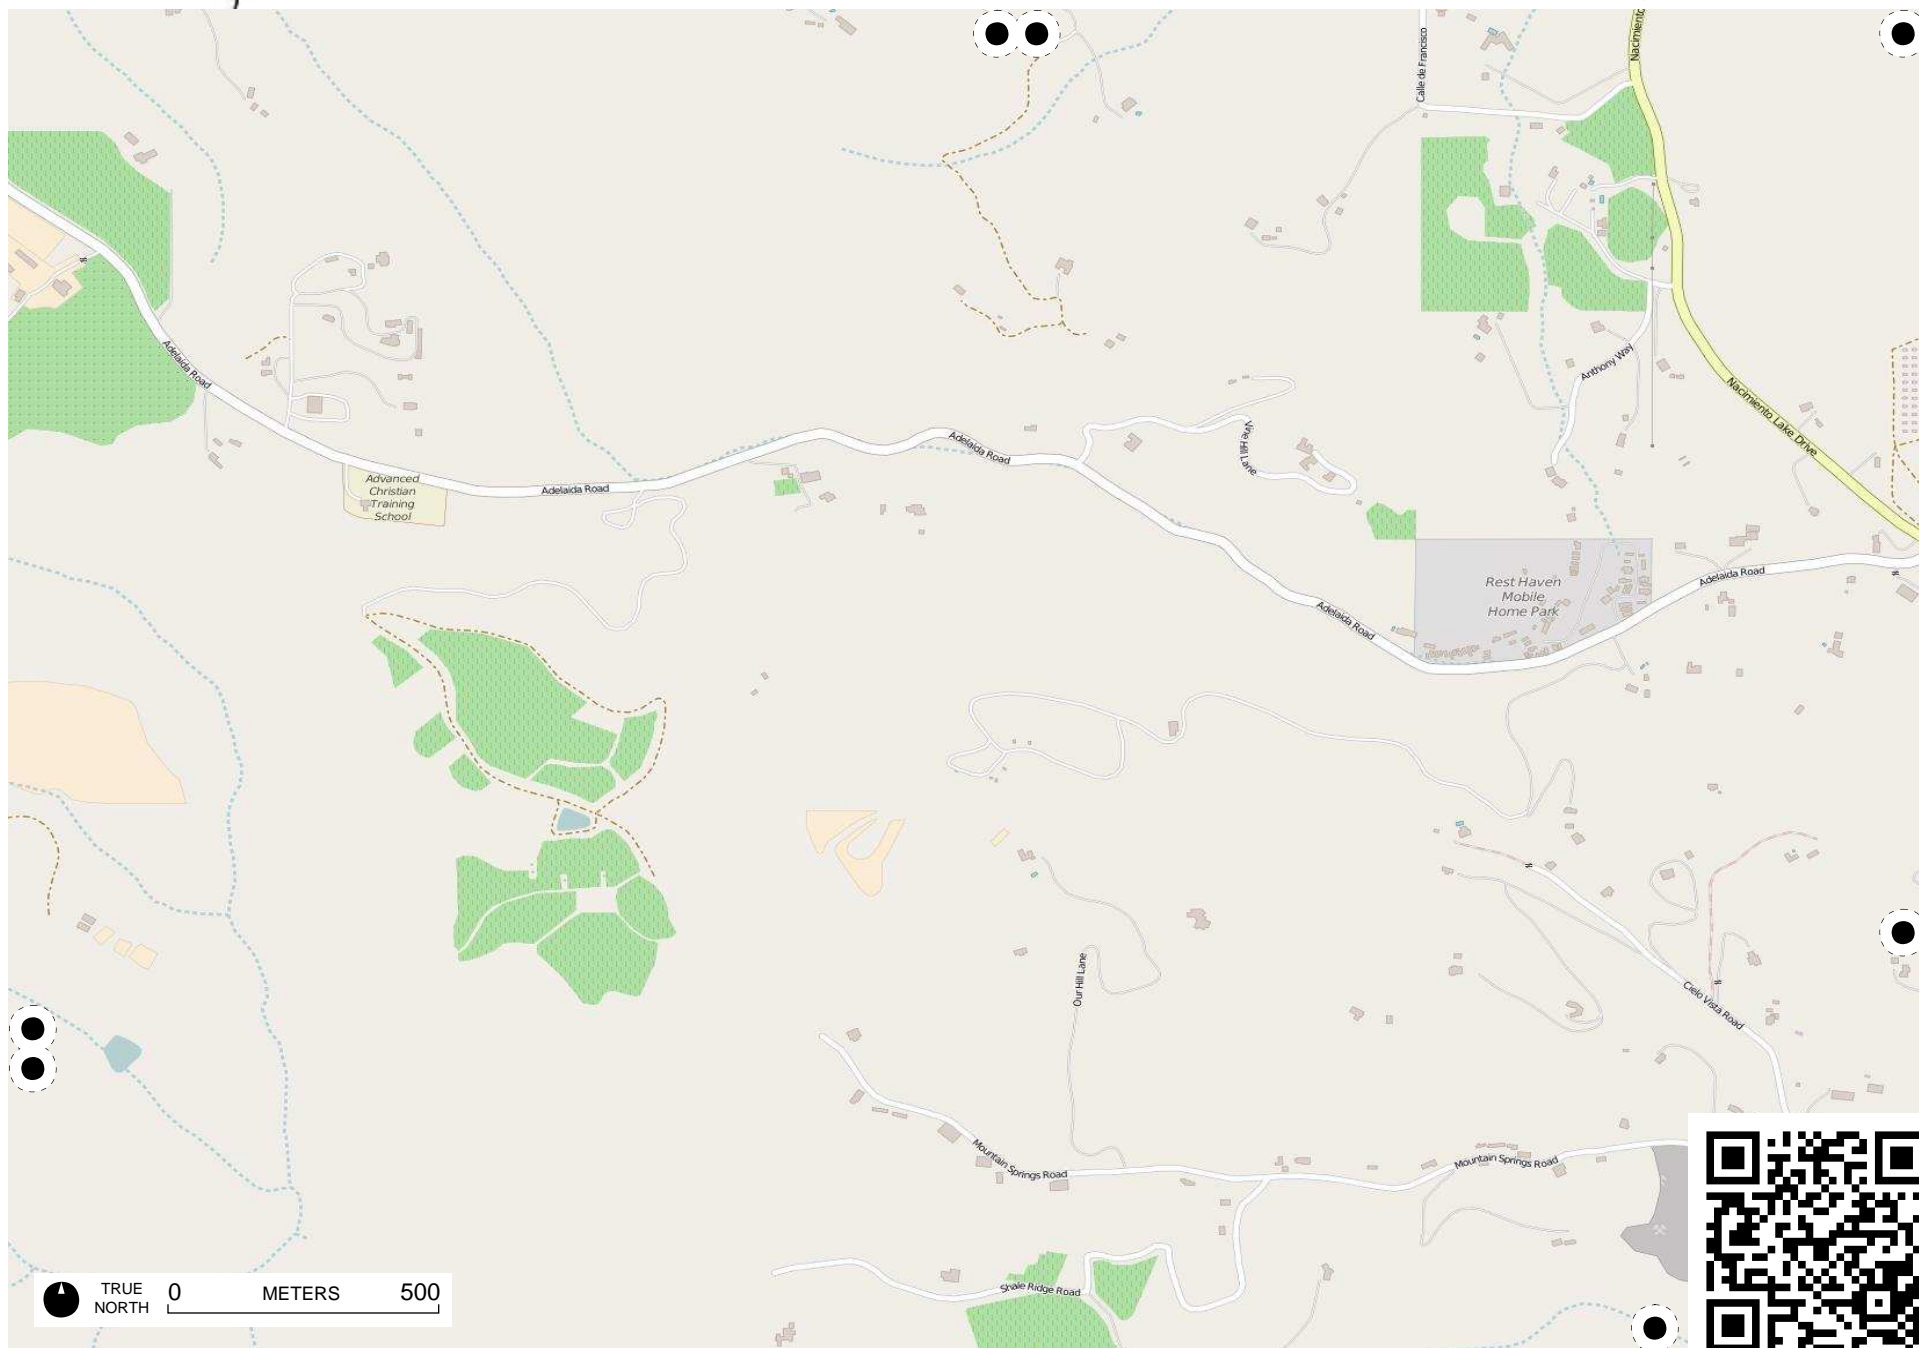 Calle de Francisco
Nacimiento
Adelaida Road
Anthony Way
Nacimiento Lake Drive
Adelaida Road
Vine Hill Lane
Advanced
Christian
Training
School
Adelaida Road
Rest Haven
Mobile
Home Park
Adelaida Road
Adelaida Road
Our Hill Lane
Cielo Vista Road
Mountain Springs Road
Mountain Springs Road
Shale Ridge Road
TRUE
NORTH
0 METERS 500